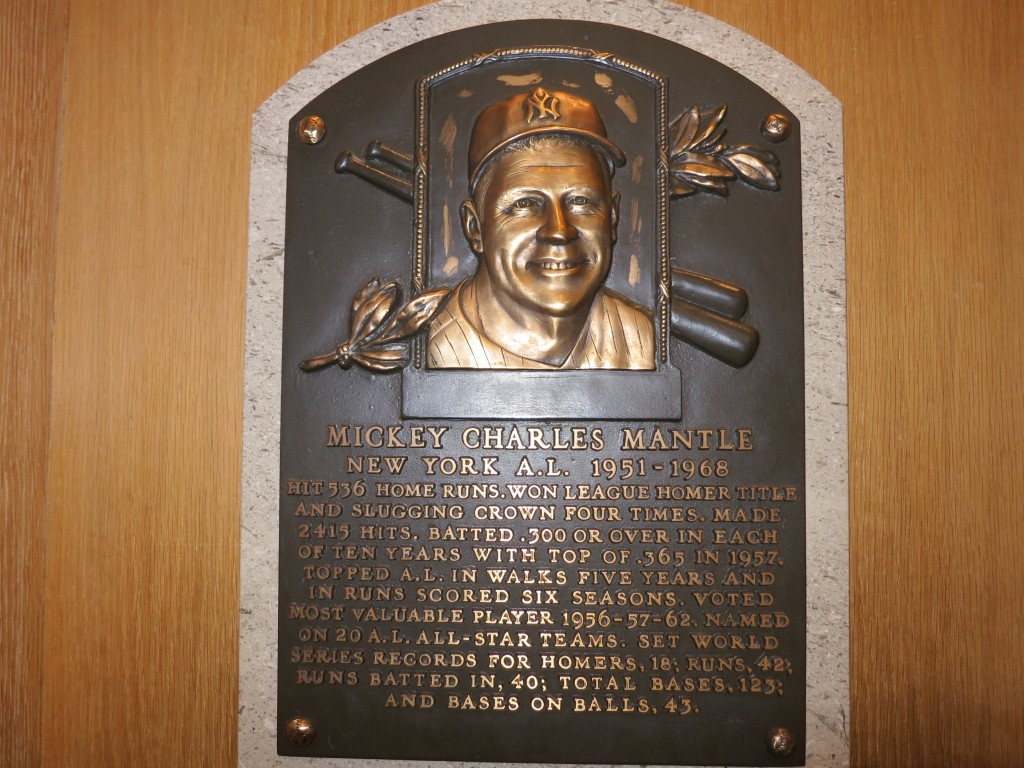 NY
MICKEY CHARLES MANTLE
NEW YORK A.L. 1951-1968
HIT 536 HOME RUNS. WON LEAGUE HOMER TITLE
AND SLUGGING CROWN FOUR TIMES. MADE
2415 HITS. BATTED .300 OR OVER IN EACH
OF TEN YEARS WITH TOP OF .365 IN 1957.
TOPPED A.L. IN WALKS FIVE YEARS AND
IN RUNS SCORED SIX SEASONS. VOTED
MOST VALUABLE PLAYER 1956-57-62. NAMED
ON 20 A.L. ALL-STAR TEAMS. SET WORLD
SERIES RECORDS FOR HOMERS, 18; RUNS, 42;
RUNS BATTED IN, 40; TOTAL BASES, 123;
AND BASES ON BALLS, 43.